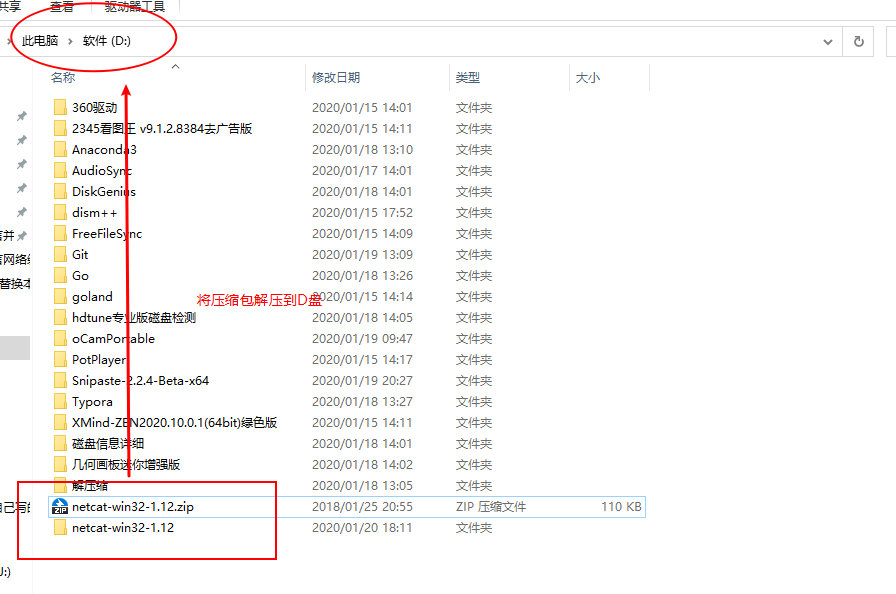 共享 查看 驱动器工具
此电脑 › 软件 (D:)
名称 修改日期 类型 大小
360驱动 2020/01/15 14:01 文件夹
2345看图王 v9.1.2.8384去广告版 2020/01/15 14:11 文件夹
Anaconda3 2020/01/18 13:10 文件夹
AudioSync 2020/01/17 14:01 文件夹
DiskGenius 2020/01/18 14:01 文件夹
dism++ 2020/01/15 17:52 文件夹
FreeFileSync 2020/01/15 14:09 文件夹
言并
Git 2020/01/19 13:09 文件夹
言网络编
Go 2020/01/18 13:26 文件夹
替换本
goland 2020/01/15 14:14 文件夹
将压缩包解压到D盘
hdtune专业版磁盘检测 2020/01/18 14:05 文件夹
oCamPortable 2020/01/19 09:47 文件夹
PotPlayer 2020/01/15 14:17 文件夹
Snipaste-2.2.4-Beta-x64 2020/01/19 20:27 文件夹
Typora 2020/01/18 13:27 文件夹
XMind-ZEN2020.10.0.1(64bit)绿色版 2020/01/15 14:11 文件夹
磁盘信息详细 2020/01/18 14:01 文件夹
几何画板迷你增强版 2020/01/18 14:02 文件夹
解压缩 2020/01/18 13:05 文件夹
自己写的
netcat-win32-1.12.zip 2018/01/25 20:55 ZIP 压缩文件 110 KB
netcat-win32-1.12 2020/01/20 18:11 文件夹
J:)